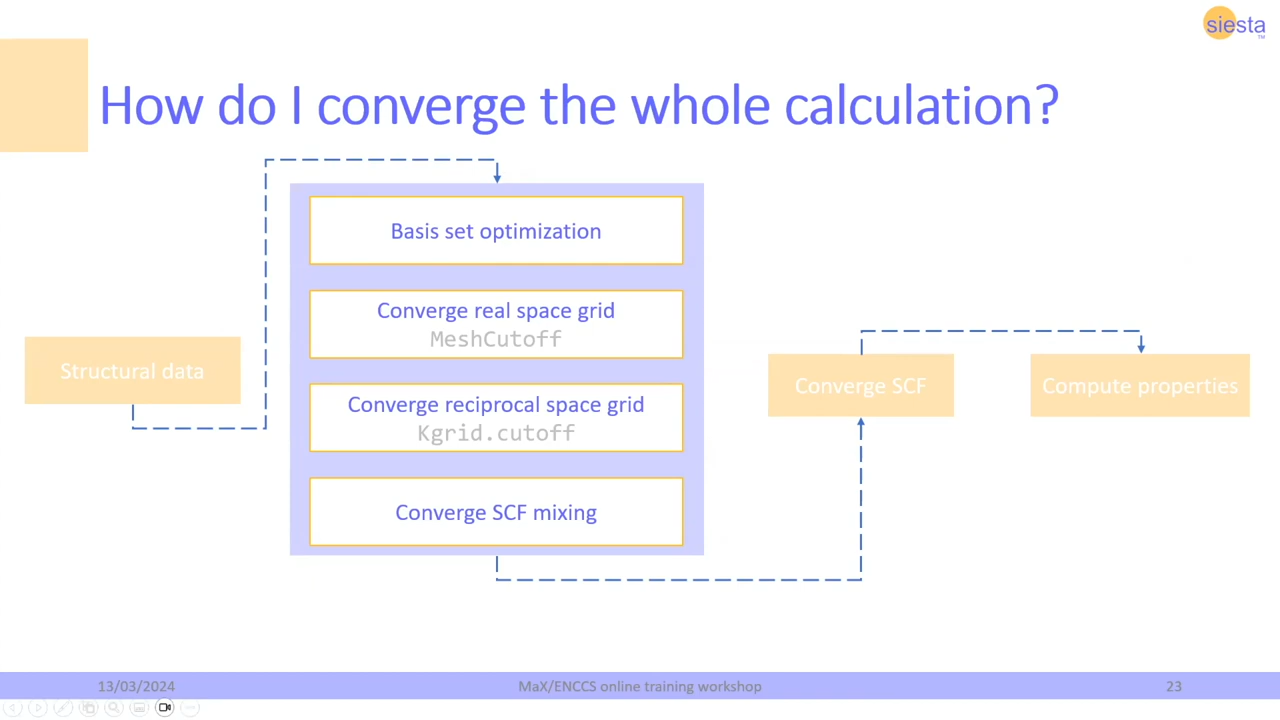 siesta
TM
How do I converge the whole calculation?
Basis set optimization
Converge real space grid
MeshCutoff
Structural data
Converge reciprocal space grid
Kgrid.cutoff
Converge SCF
Compute properties
Converge SCF mixing
13/03/2024
MaX/ENCCS online training workshop
23